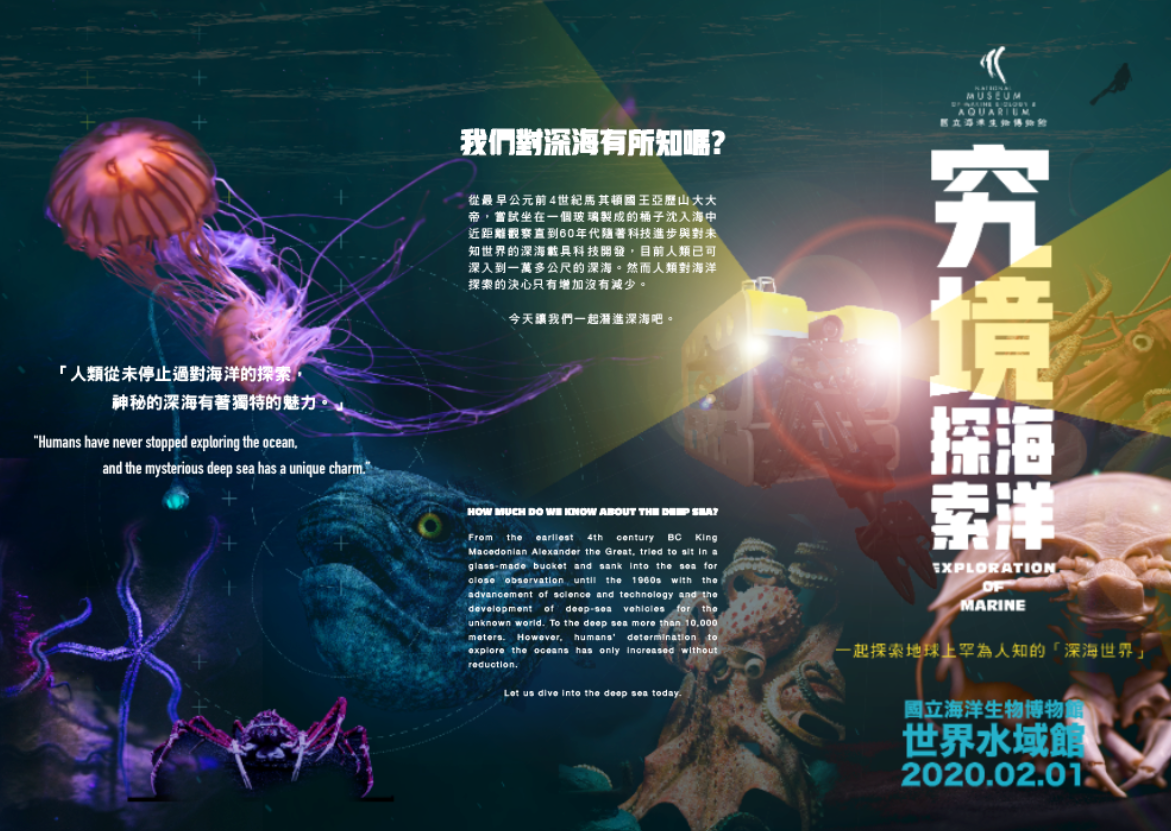 「人類從未停止過對海洋的探索，
神秘的深海有著獨特的魅力。」
"Humans have never stopped exploring the ocean,
and the mysterious deep sea has a unique charm."
我們對深海有所知嗎?
從最早公元前4世紀馬其頓國王亞歷山大大
帝，嘗試坐在一個玻璃製成的桶子沈入海中
近距離觀察直到60年代隨著科技進步與對未
知世界的深海載具科技開發，目前人類已可
深入到一萬多公尺的深海。然而人類對海洋
探索的決心只有增加沒有減少。
今天讓我們一起潛進深海吧。
HOW MUCH DO WE KNOW ABOUT THE DEEP SEA?
From the earliest 4th century BC King
Macedonian Alexander the Great, tried to sit in a
glass-made bucket and sank into the sea for
close observation until the 1960s with the
advancement of science and technology and the
development of deep-sea vehicles for the
unknown world. To the deep sea more than 10,000
meters. However, humans' determination to
explore the oceans has only increased without
reduction.
Let us dive into the deep sea today.
NATIONAL
MUSEUM
OF MARINE BIOLOGY &
AQUARIUM
國立海洋生物博物館
窮境
海洋
探索
EXPLORATION
OF
MARINE
一起探索地球上罕為人知的「深海世界」
國立海洋生物博物館
世界水域館
2020.02.01